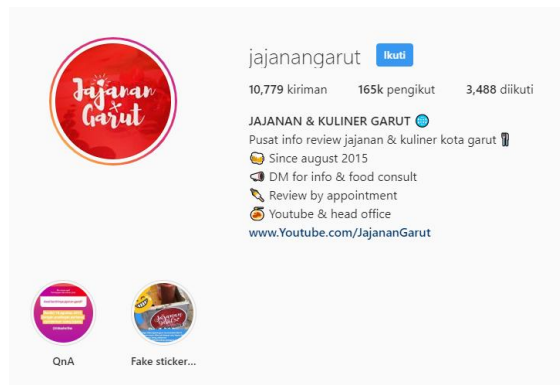 Jajanan
Garut
jajanangarut Ikuti
10,779 kiriman 165k pengikut 3,488 diikuti
JAJANAN & KULINER GARUT
Pusat info review jajanan & kuliner kota garut
Since august 2015
DM for info & food consult
Review by appointment
Youtube & head office
www.Youtube.com/JajananGarut
QnA
Fake sticker...